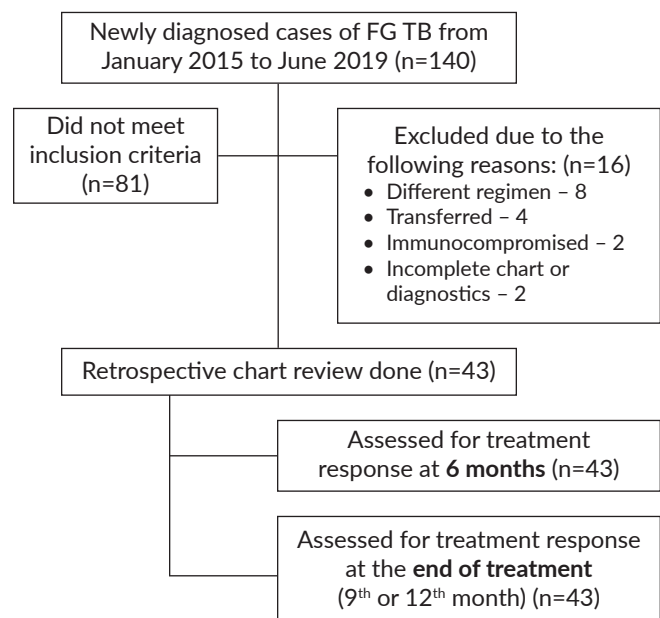 Newly diagnosed cases of FG TB from
January 2015 to June 2019 (n=140)
Did not meet
inclusion criteria
(n=81)
Excluded due to the
following reasons: (n=16)
• Different regimen – 8
• Transferred – 4
• Immunocompromised – 2
• Incomplete chart or
diagnostics – 2
Retrospective chart review done (n=43)
Assessed for treatment
response at 6 months (n=43)
Assessed for treatment response
at the end of treatment
(9th or 12th month) (n=43)